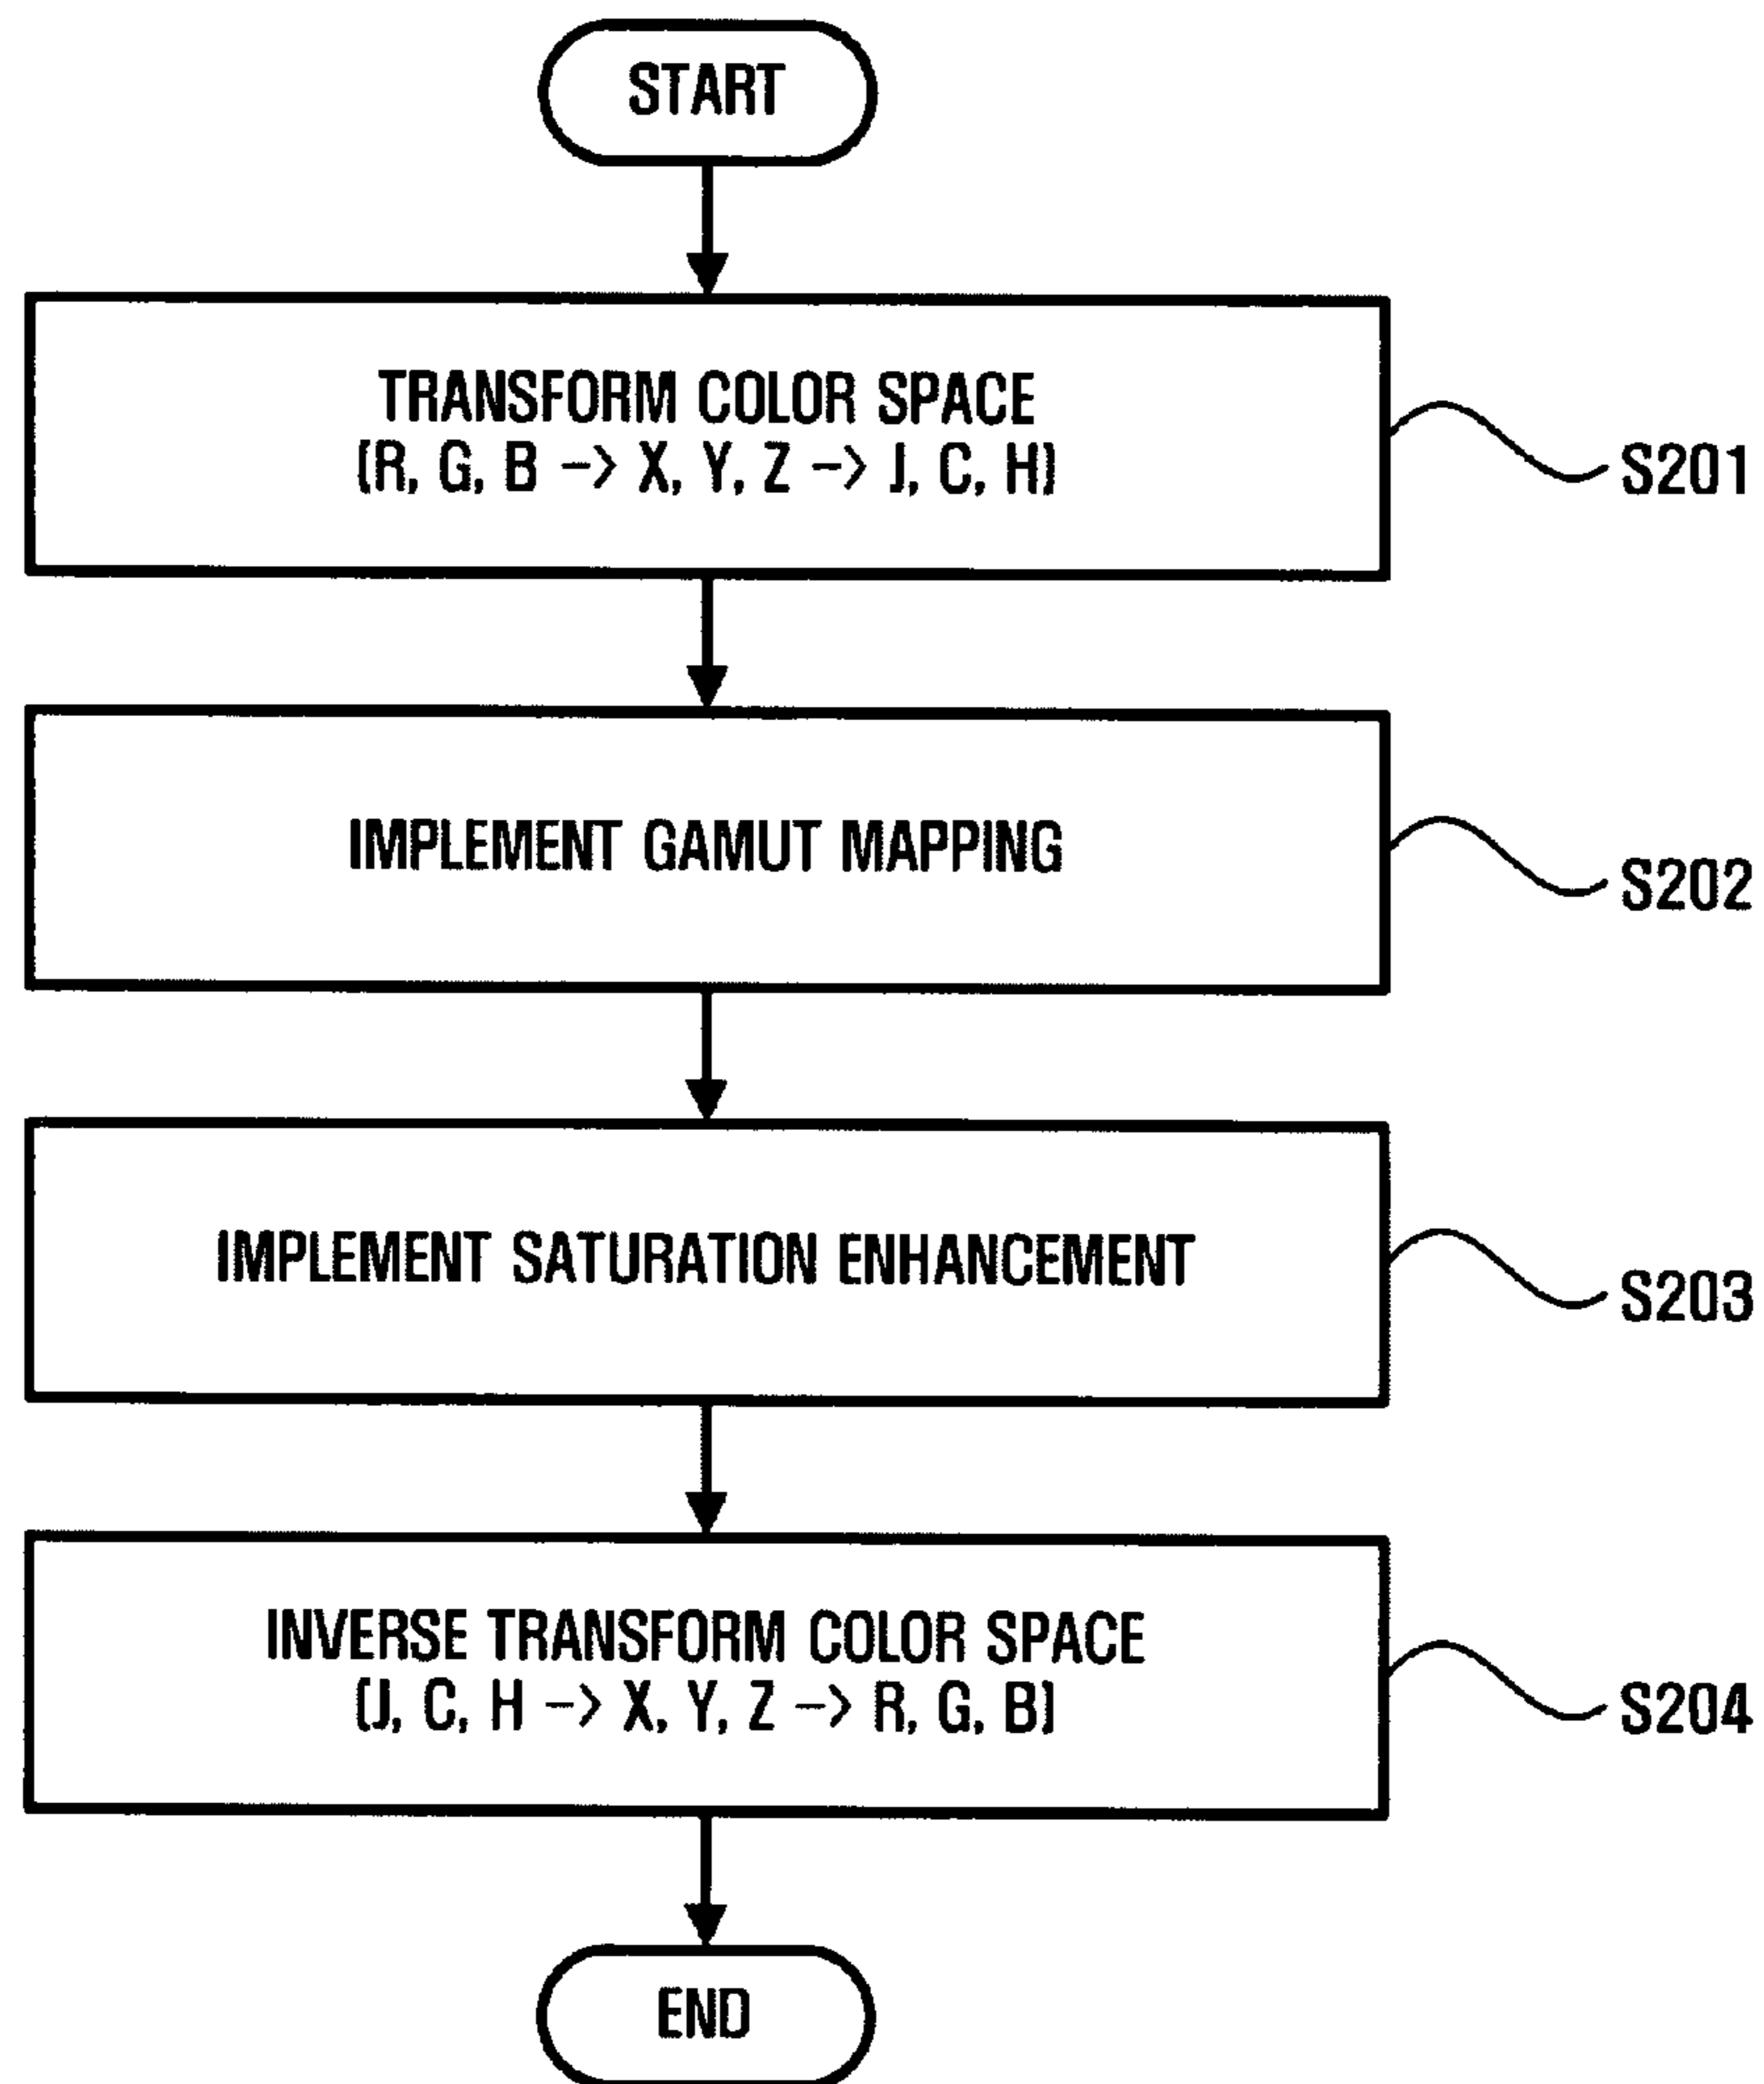 START
TRANSFORM COLOR SPACE
(R, G, B -> X, Y, Z -> J, C, H)
S201
IMPLEMENT GAMUT MAPPING
S202
IMPLEMENT SATURATION ENHANCEMENT
S203
INVERSE TRANSFORM COLOR SPACE
(J, C, H -> X, Y, Z -> R, G, B)
S204
END